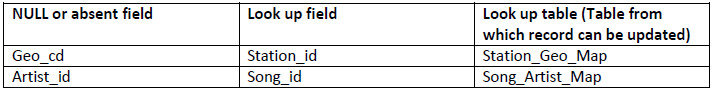 NULL or absent field
Look up field
Look up table (Table from
which record can be updated)
Geo_cd
Station_id
Station_Geo_Map
Artist_id
Song_id
Song_Artist_Map